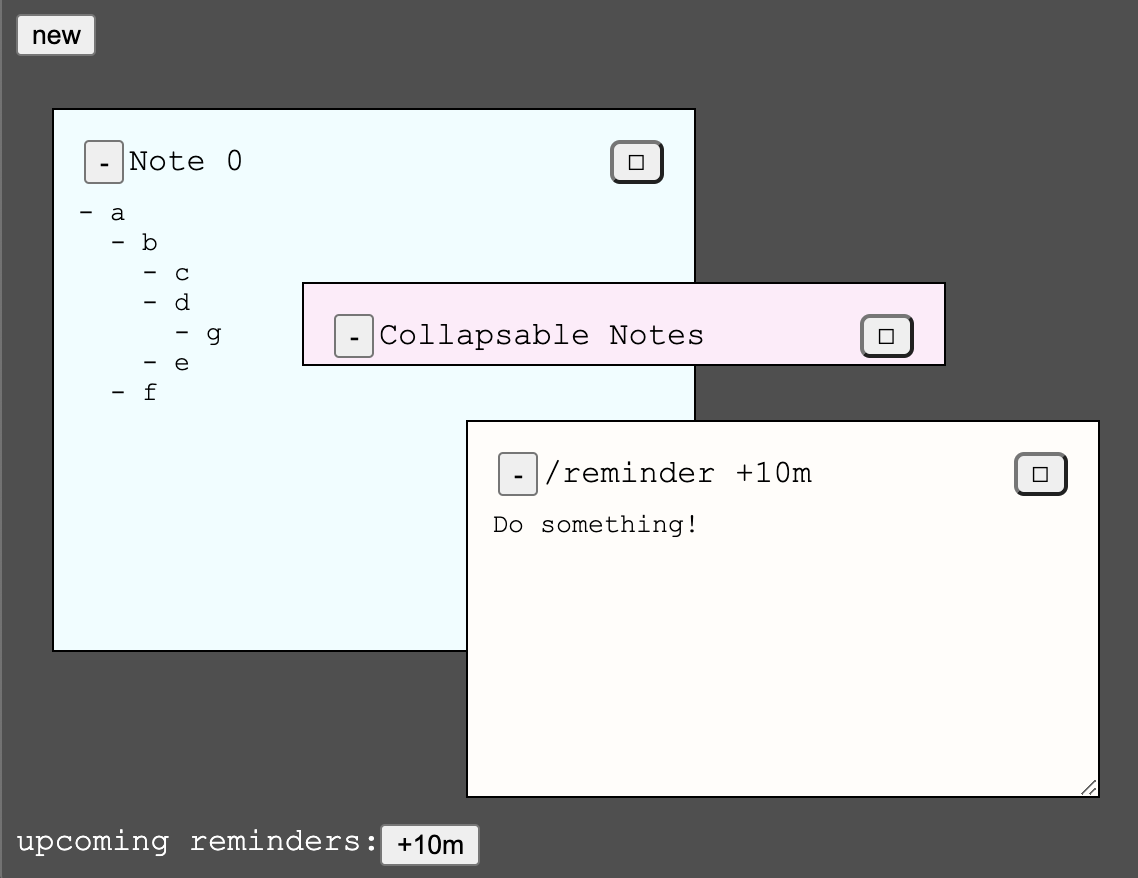 new
- Note 0 □
- a
  - b
    - c
    - d
      - g
    - e
  - f
- Collapsable Notes □
- /reminder +10m □
Do something!
upcoming reminders: +10m